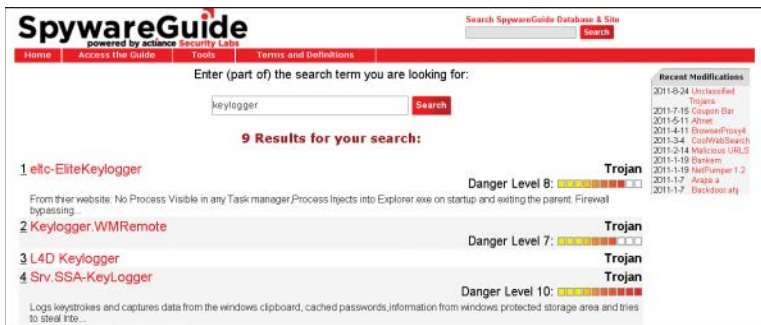 SpywareGuide
powered by actiance Security Labs
Search SpywareGuide Database & Site
Search
Home Access the Guide Tools Terms and Definitions
Enter (part of) the search term you are looking for:
keylogger Search
9 Results for your search:
1 eltc-EliteKeylogger Trojan
Danger Level 8:
From thier website: No Process Visible in any Task manager,Process Injects into Explorer.exe on startup and exiting the parent. Firewall
bypassing...
2 Keylogger.WMRemote Trojan
Danger Level 7:
3 L4D Keylogger Trojan
4 Srv.SSA-KeyLogger Trojan
Danger Level 10:
Logs keystrokes and captures data from the windows clipboard, cached passwords,information from windows protected storage area and tries
to steal Inte...
Recent Modifications
2011-8-24 Unclassified
Trojans
2011-7-15 Coupon Bar
2011-5-11 Altnet
2011-4-11 BrowserProxy4
2011-3-4 CoolWebSearch
2011-2-14 Malicious URLS
2011-1-19 Bankem
2011-1-19 NetPumper 1.2
2011-1-7 Arape.a
2011-1-7 Backdoor.atj